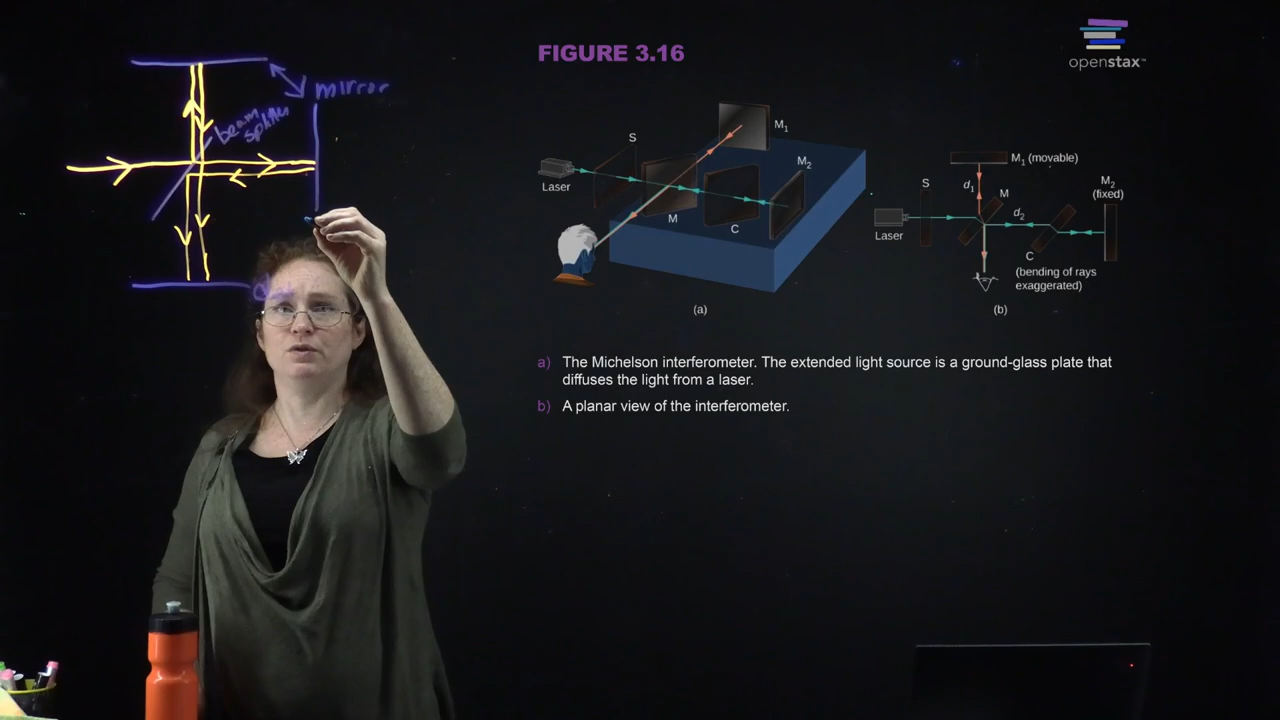 mirror
beam
splitter
FIGURE 3.16
openstax™
S
M₁
M₂
Laser
M
C
(a)
M₁ (movable)
M₂
(fixed)
S
d₁
M
d₂
Laser
C
(bending of rays
exaggerated)
(b)
a) The Michelson interferometer. The extended light source is a ground-glass plate that
diffuses the light from a laser.
b) A planar view of the interferometer.